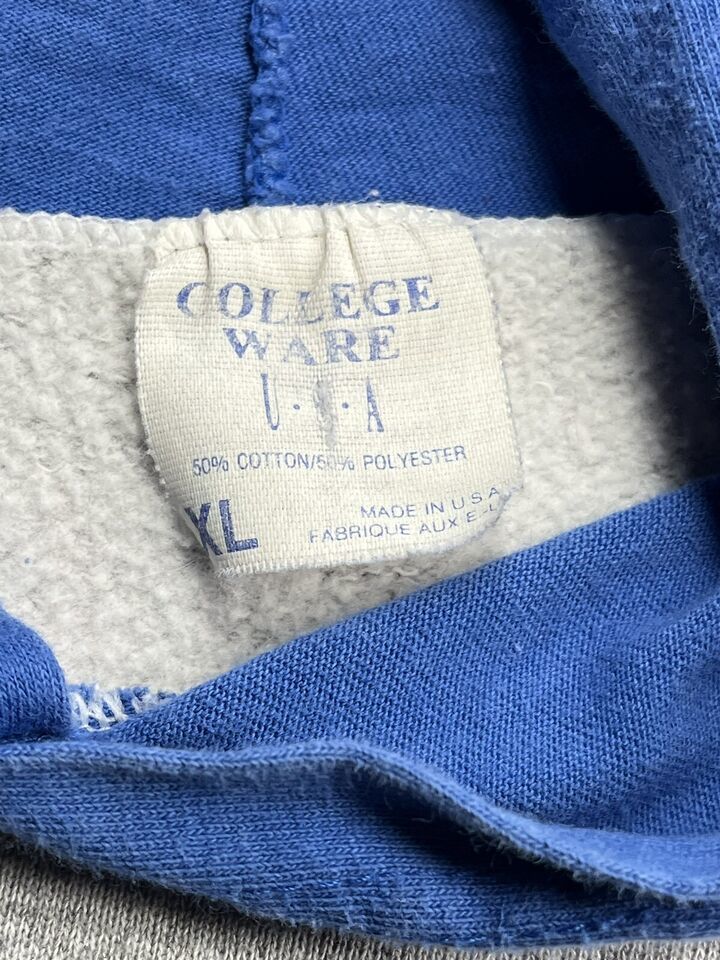 COLLEGE
WARE
U.S.A
50% COTTON/50% POLYESTER
XL
MADE IN U S A
FABRIQUE AUX E-U